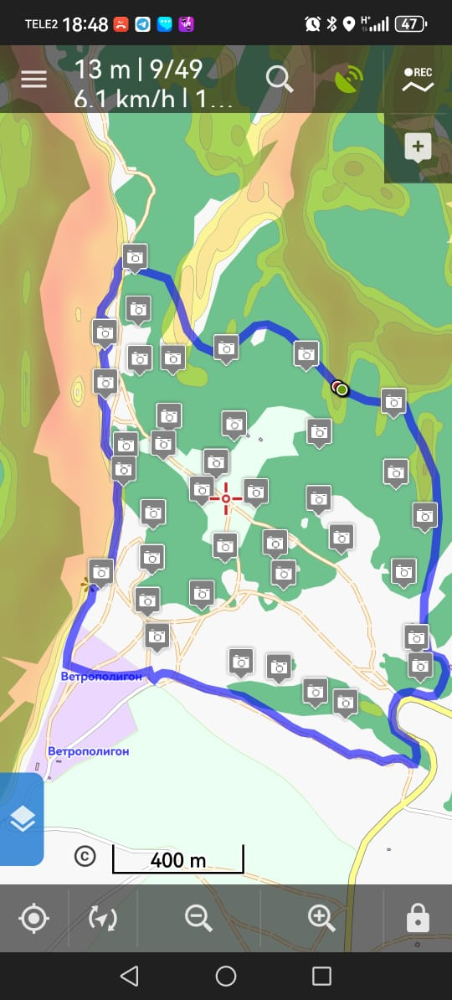 TELE2 18:48 H+ 47
13 m | 9/49
6.1 km/h | 1...
REC
Ветрополигон
Ветрополигон
©
400 m